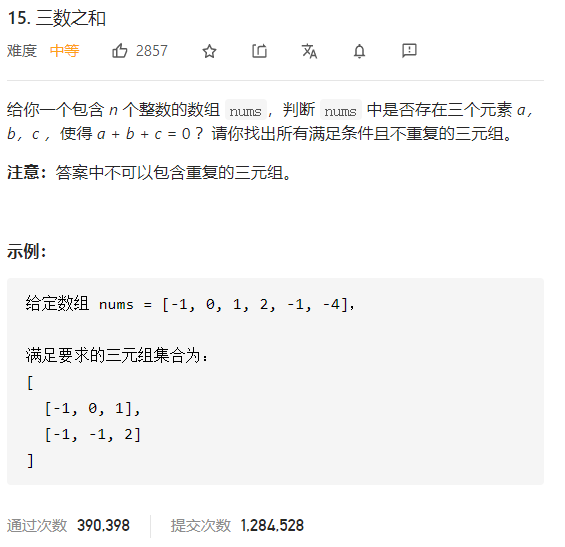 15. 三数之和
难度 中等 2857
给你一个包含 n 个整数的数组 nums，判断 nums 中是否存在三个元素 a，
b，c ，使得 a + b + c = 0 ？请你找出所有满足条件且不重复的三元组。
注意：答案中不可以包含重复的三元组。
示例：
给定数组 nums = [-1, 0, 1, 2, -1, -4]，
满足要求的三元组集合为：
[
[-1, 0, 1],
[-1, -1, 2]
]
通过次数 390,398 提交次数 1,284,528